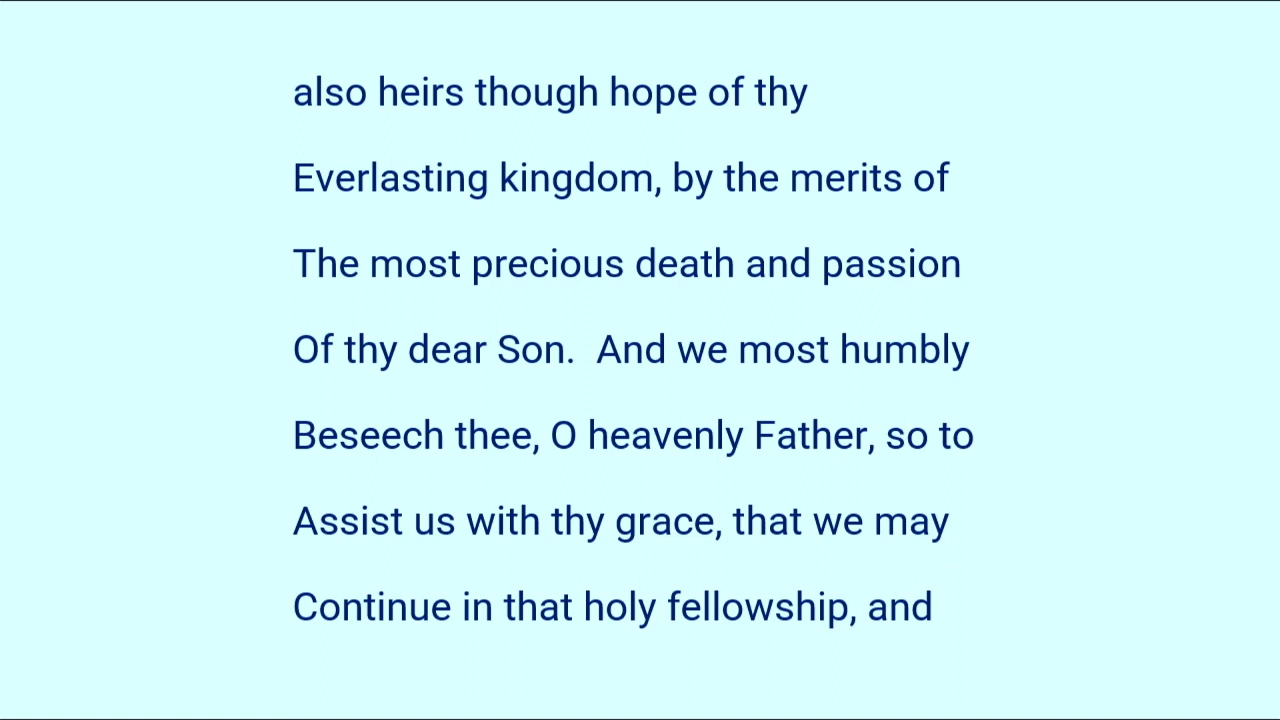 also heirs though hope of thy
Everlasting kingdom, by the merits of
The most precious death and passion
Of thy dear Son.  And we most humbly
Beseech thee, O heavenly Father, so to
Assist us with thy grace, that we may
Continue in that holy fellowship, and